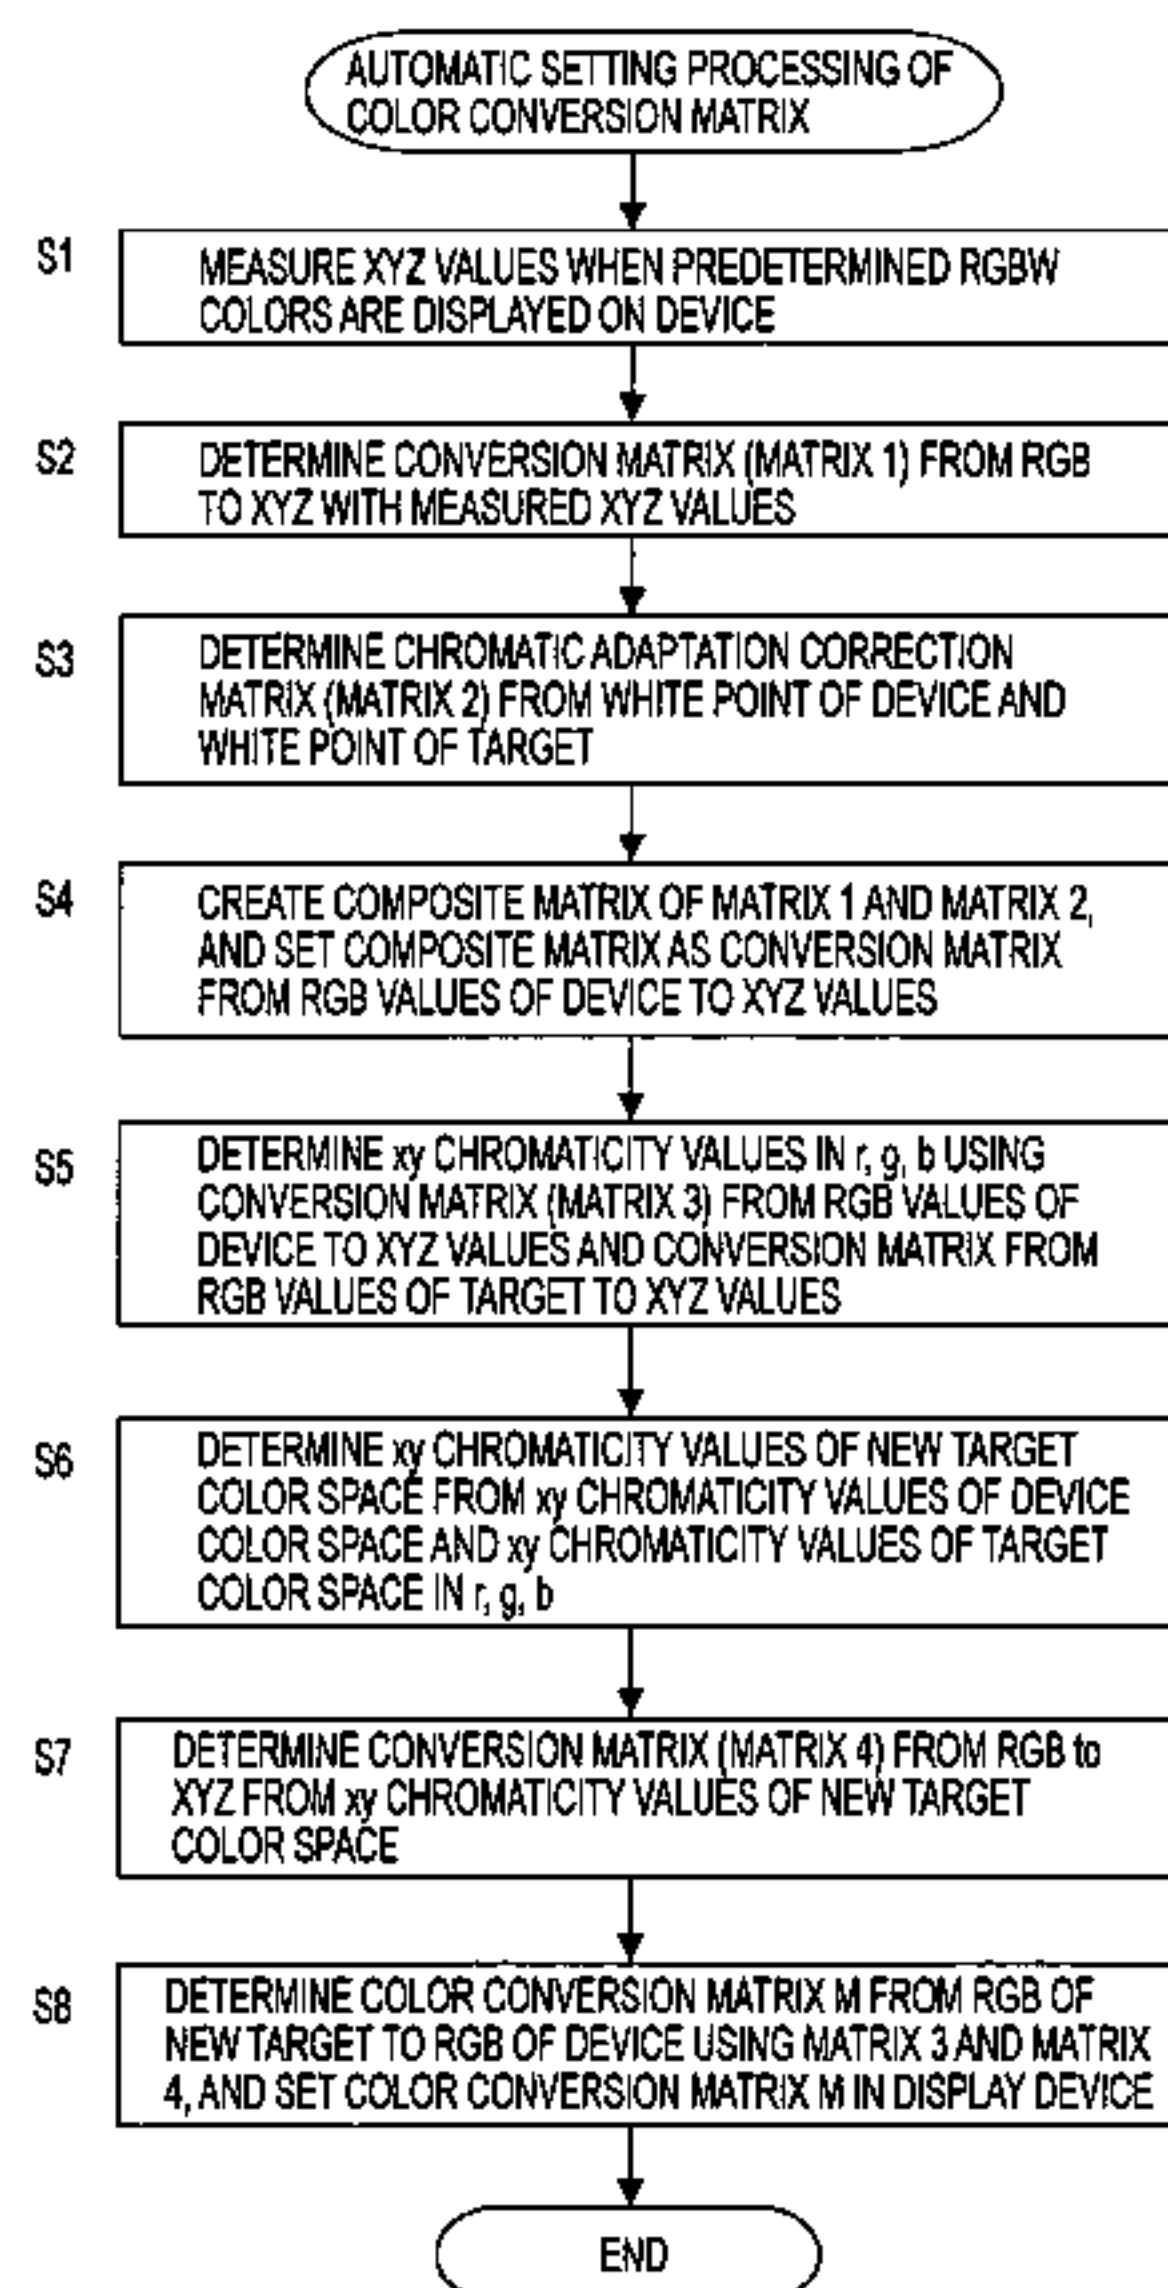 AUTOMATIC SETTING PROCESSING OF
COLOR CONVERSION MATRIX
S1
MEASURE XYZ VALUES WHEN PREDETERMINED RGBW
COLORS ARE DISPLAYED ON DEVICE
S2
DETERMINE CONVERSION MATRIX (MATRIX 1) FROM RGB
TO XYZ WITH MEASURED XYZ VALUES
S3
DETERMINE CHROMATIC ADAPTATION CORRECTION
MATRIX (MATRIX 2) FROM WHITE POINT OF DEVICE AND
WHITE POINT OF TARGET
S4
CREATE COMPOSITE MATRIX OF MATRIX 1 AND MATRIX 2,
AND SET COMPOSITE MATRIX AS CONVERSION MATRIX
FROM RGB VALUES OF DEVICE TO XYZ VALUES
S5
DETERMINE xy CHROMATICITY VALUES IN r, g, b USING
CONVERSION MATRIX (MATRIX 3) FROM RGB VALUES OF
DEVICE TO XYZ VALUES AND CONVERSION MATRIX FROM
RGB VALUES OF TARGET TO XYZ VALUES
S6
DETERMINE xy CHROMATICITY VALUES OF NEW TARGET
COLOR SPACE FROM xy CHROMATICITY VALUES OF DEVICE
COLOR SPACE AND xy CHROMATICITY VALUES OF TARGET
COLOR SPACE IN r, g, b
S7
DETERMINE CONVERSION MATRIX (MATRIX 4) FROM RGB to
XYZ FROM xy CHROMATICITY VALUES OF NEW TARGET
COLOR SPACE
S8
DETERMINE COLOR CONVERSION MATRIX M FROM RGB OF
NEW TARGET TO RGB OF DEVICE USING MATRIX 3 AND MATRIX
4, AND SET COLOR CONVERSION MATRIX M IN DISPLAY DEVICE
END